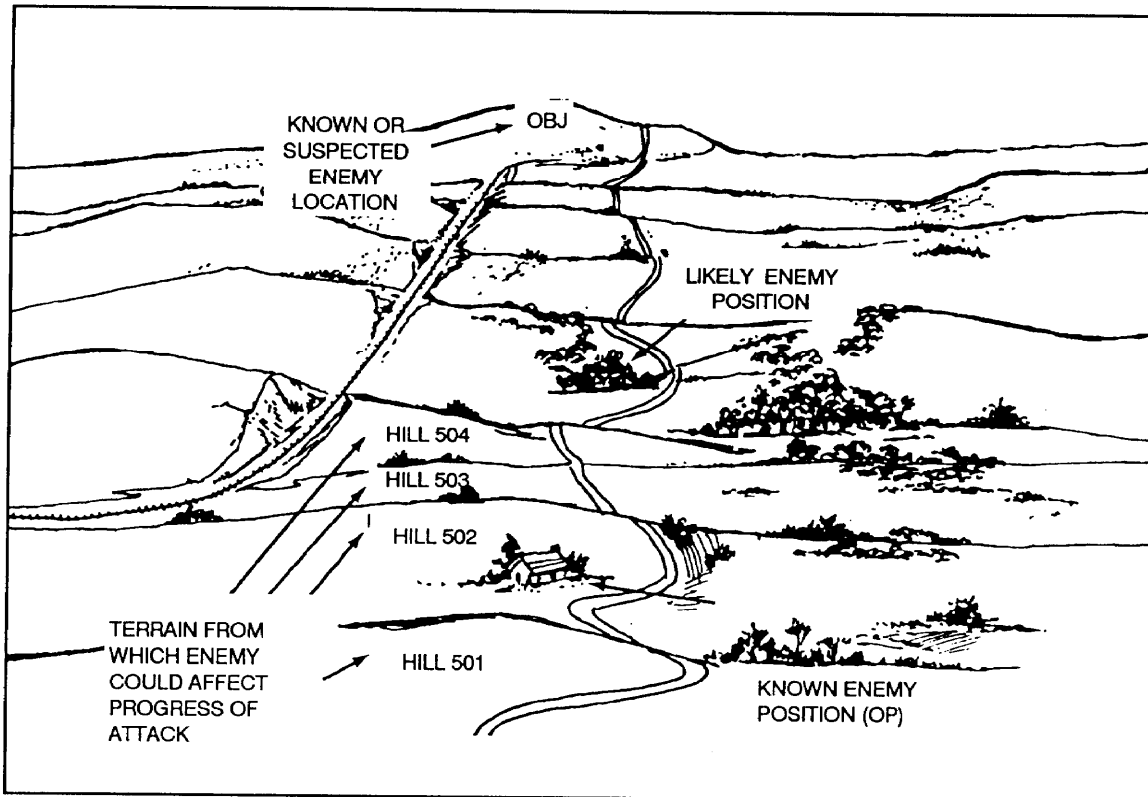 KNOWN OR
SUSPECTED
ENEMY
LOCATION
OBJ
LIKELY ENEMY
POSITION
HILL 504
HILL 503
HILL 502
TERRAIN FROM
WHICH ENEMY
COULD AFFECT
PROGRESS OF
ATTACK
HILL 501
KNOWN ENEMY
POSITION (OP)